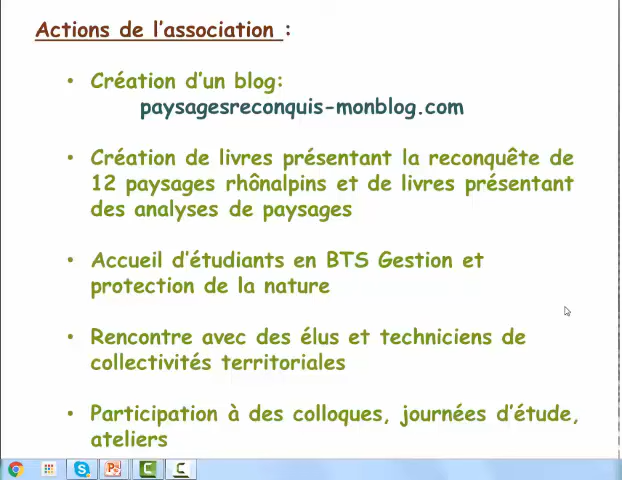 Actions de l'association :
• Création d'un blog:
paysagesreconquis-monblog.com
• Création de livres présentant la reconquête de
12 paysages rhônalpins et de livres présentant
des analyses de paysages
• Accueil d'étudiants en BTS Gestion et
protection de la nature
• Rencontre avec des élus et techniciens de
collectivités territoriales
• Participation à des colloques, journées d'étude,
ateliers